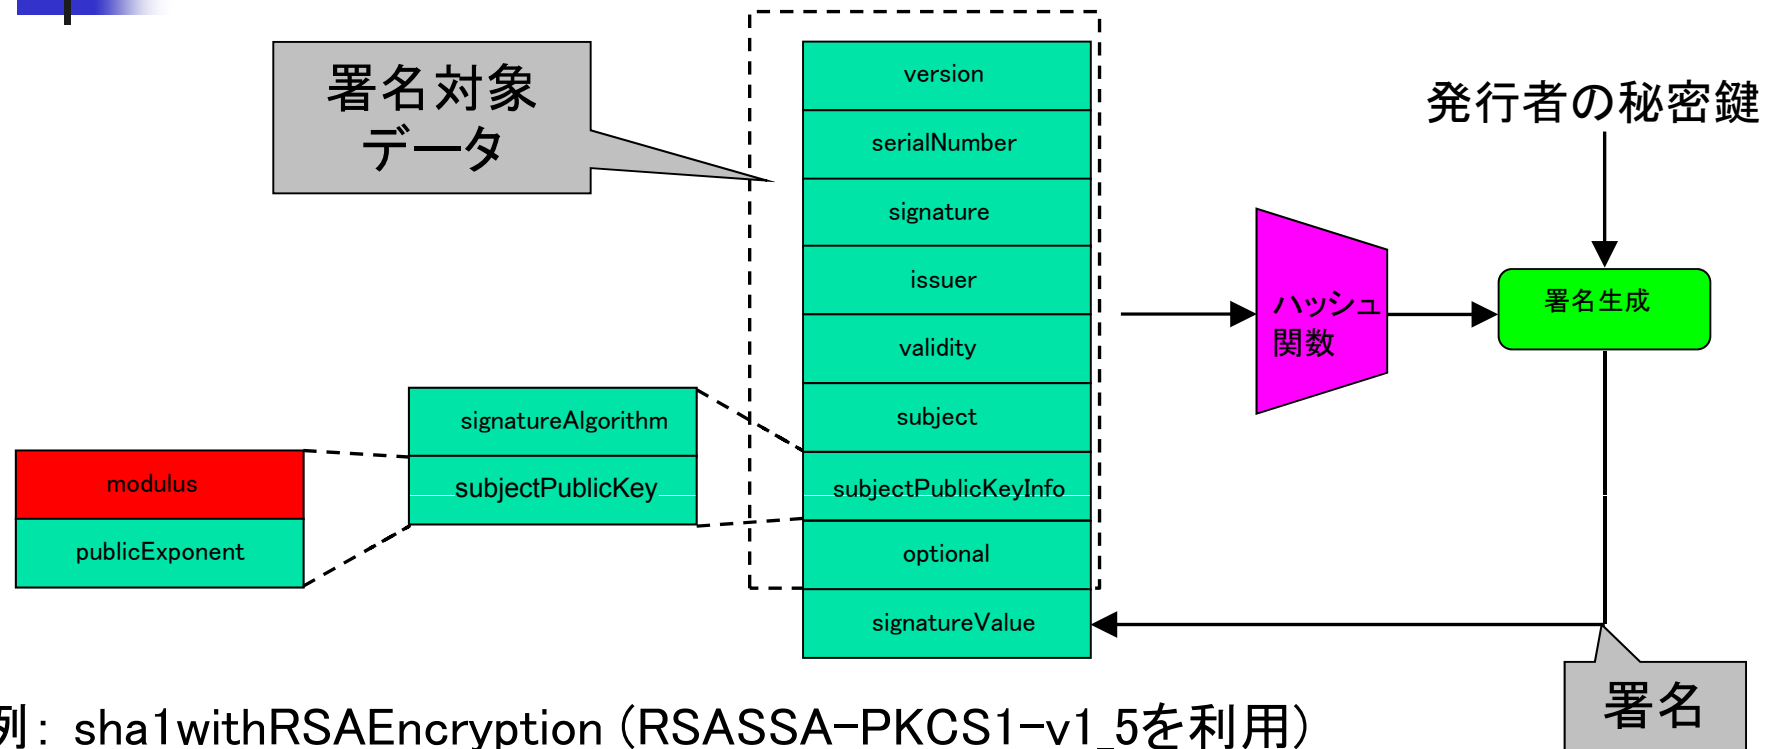 署名対象
データ
version
serialNumber
signature
issuer
validity
subject
subjectPublicKeyInfo
optional
signatureValue
signatureAlgorithm
subjectPublicKey
modulus
publicExponent
発行者の秘密鍵
ハッシュ
関数
署名生成
署名
例: sha1withRSAEncryption (RSASSA-PKCS1-v1_5を利用)